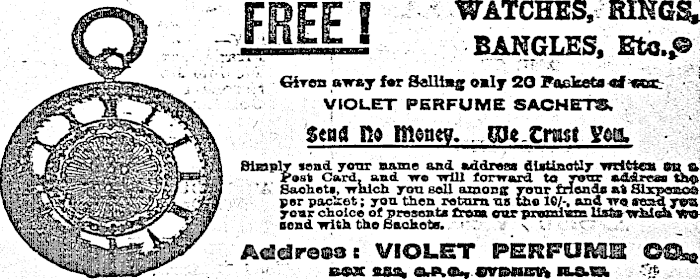 FREE!
WATCHES, RINGS,
BANGLES, Etc.,
Given away for Selling only 20 Packets of our
VIOLET PERFUME SACHETS.
Send No Money. We Trust You.
Simply send your name and address distinctly written on a
Post Card, and we will forward to your address the
Sachets, which you sell among your friends at Sixpence
per packet; you then return us the 10/-, and we send you
your choice of presents from our premium lists which we
send with the Sachets.
Address: VIOLET PERFUME CO.,
BOX 252, G.P.O., SYDNEY, N.S.W.